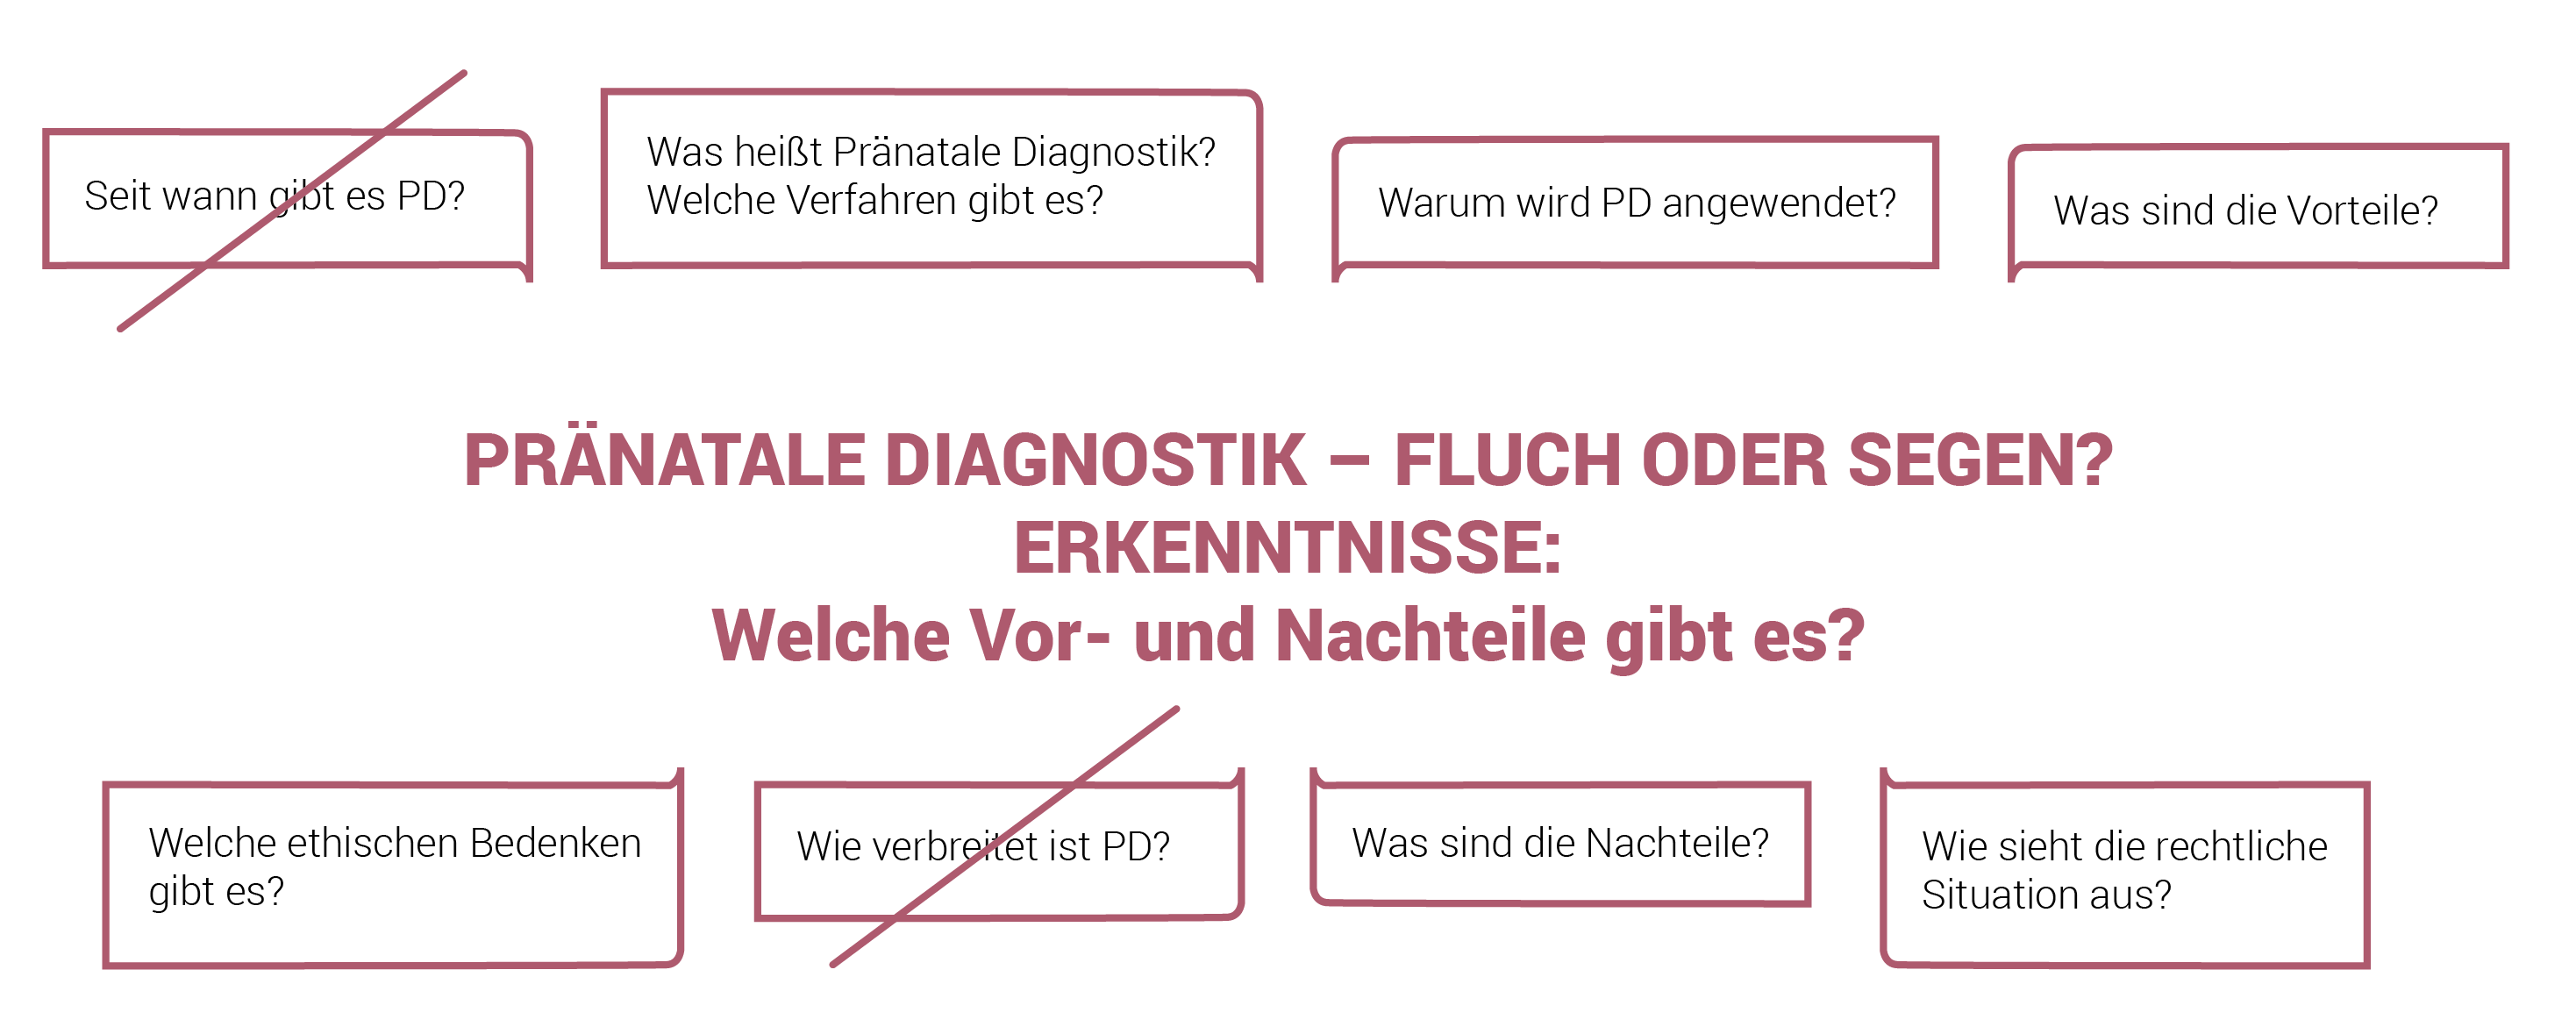 Seit wann gibt es PD?
Was heißt Pränatale Diagnostik?
Welche Verfahren gibt es?
Warum wird PD angewendet?
Was sind die Vorteile?
PRÄNATALE DIAGNOSTIK – FLUCH ODER SEGEN?
ERKENNTNISSE:
Welche Vor- und Nachteile gibt es?
Welche ethischen Bedenken
gibt es?
Wie verbreitet ist PD?
Was sind die Nachteile?
Wie sieht die rechtliche
Situation aus?